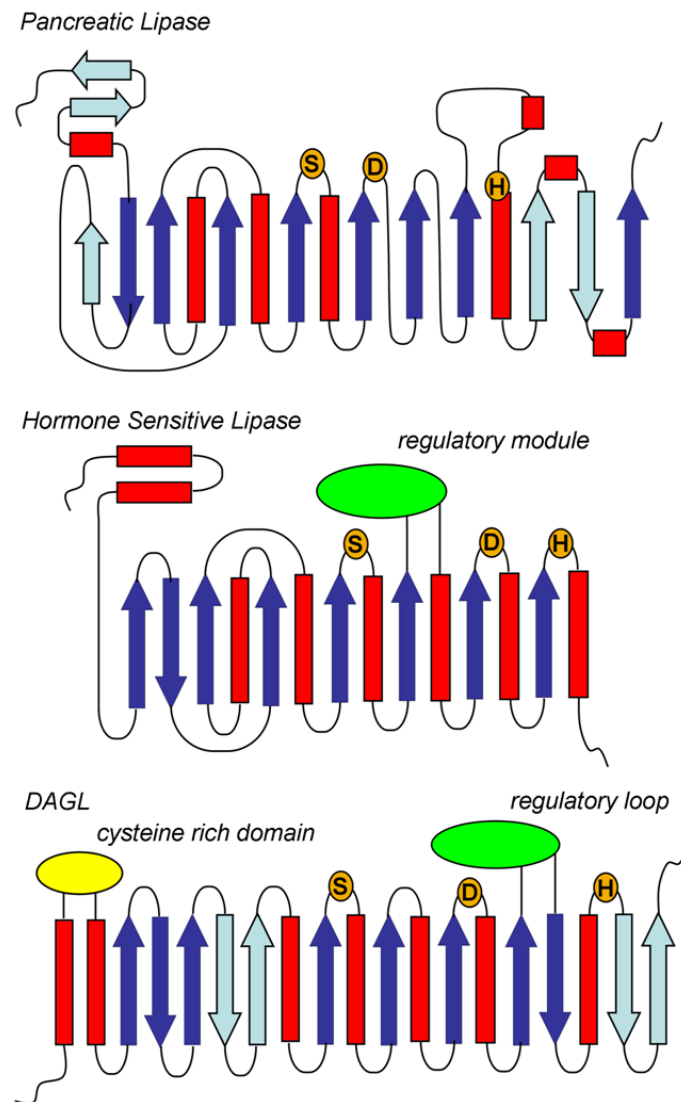 Pancreatic Lipase
S
D
H
Hormone Sensitive Lipase
regulatory module
S
D
H
DAGL
regulatory loop
cysteine rich domain
S
D
H